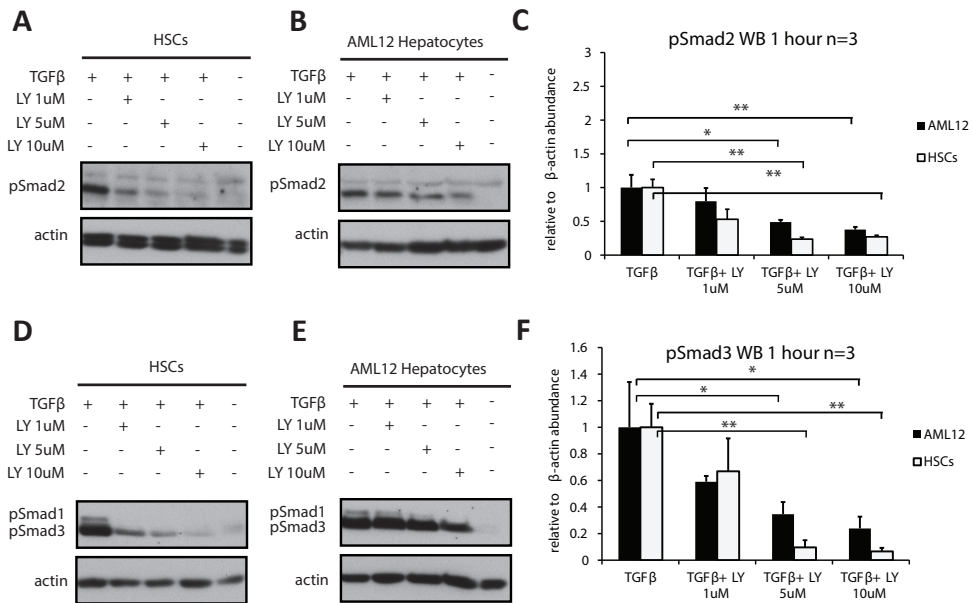 A
HSCs
TGFβ + + + + -
LY 1uM - + - - -
LY 5uM - - + - -
LY 10uM - - - + -
pSmad2
actin
B
AML12 Hepatocytes
TGFβ + + + + -
LY 1uM - + - - -
LY 5uM - - + - -
LY 10uM - - - + -
pSmad2
actin
C
pSmad2 WB 1 hour n=3
relative to β-actin abundance
3
2.5
2
1.5
1
0.5
0
**
*
**
**
AML12
HSCs
TGFβ
TGFβ+ LY 1uM
TGFβ+ LY 5uM
TGFβ+ LY 10uM
D
HSCs
TGFβ + + + + -
LY 1uM - + - - -
LY 5uM - - + - -
LY 10uM - - - + -
pSmad1
pSmad3
actin
E
AML12 Hepatocytes
TGFβ + + + + -
LY 1uM - + - - -
LY 5uM - - + - -
LY 10uM - - - + -
pSmad1
pSmad3
actin
F
pSmad3 WB 1 hour n=3
relative to β-actin abundance
1.6
1.4
1.2
1
0.8
0.6
0.4
0.2
0
*
*
**
**
AML12
HSCs
TGFβ
TGFβ+ LY 1uM
TGFβ+ LY 5uM
TGFβ+ LY 10uM